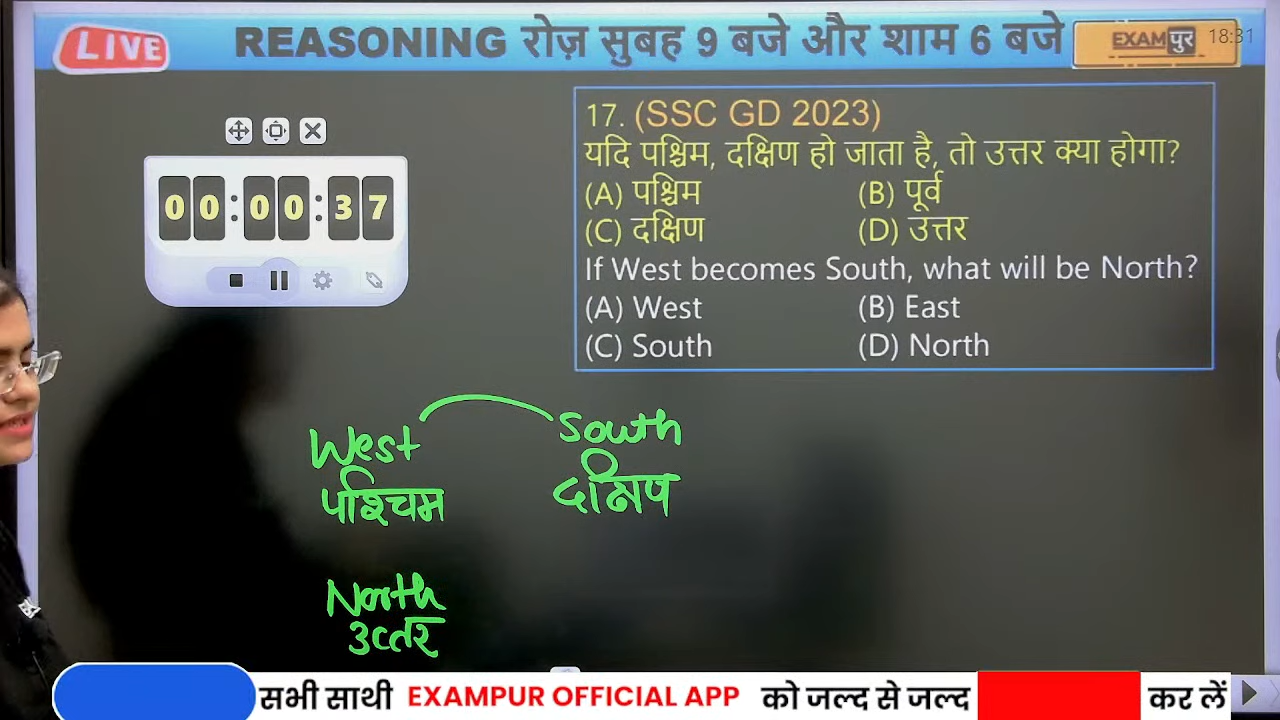 LIVE
REASONING रोज़ सुबह 9 बजे और शाम 6 बजे
EXAMपुर
18:31
00:00:37
17. (SSC GD 2023)
यदि पश्चिम, दक्षिण हो जाता है, तो उत्तर क्या होगा?
(A) पश्चिम (B) पूर्व
(C) दक्षिण (D) उत्तर
If West becomes South, what will be North?
(A) West (B) East
(C) South (D) North
West South
पश्चिम दक्षिण
North
उत्तर
सभी साथी EXAMPUR OFFICIAL APP को जल्द से जल्द कर लें